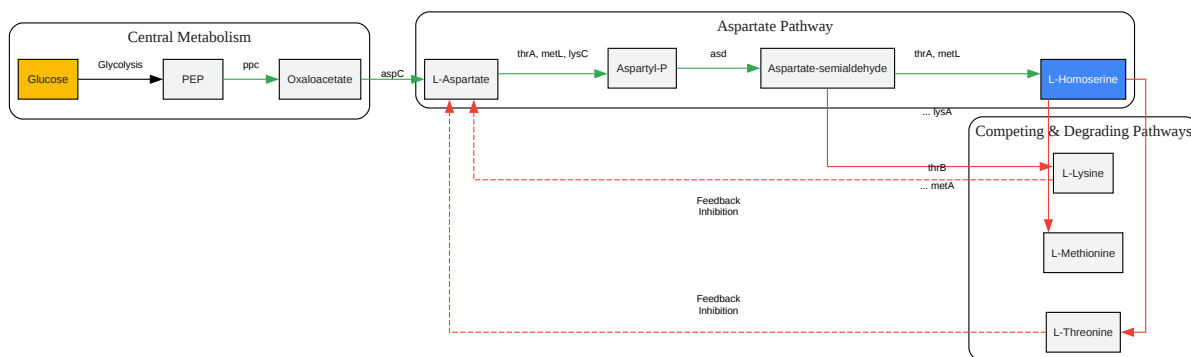 Central Metabolism
Aspartate Pathway
Glycolysis
ppc
aspC
thrA, metL, lysC
asd
thrA, metL
Glucose
PEP
Oxaloacetate
L-Aspartate
Aspartyl-P
Aspartate-semialdehyde
L-Homoserine
... lysA
Competing & Degrading Pathways
thrB
L-Lysine
... metA
Feedback
Inhibition
L-Methionine
Feedback
Inhibition
L-Threonine